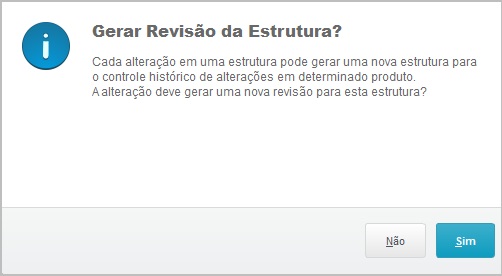 Gerar Revisão da Estrutura?
Cada alteração em uma estrutura pode gerar uma nova estrutura para
o controle histórico de alterações em determinado produto.
A alteração deve gerar uma nova revisão para esta estrutura?
Não
Sim